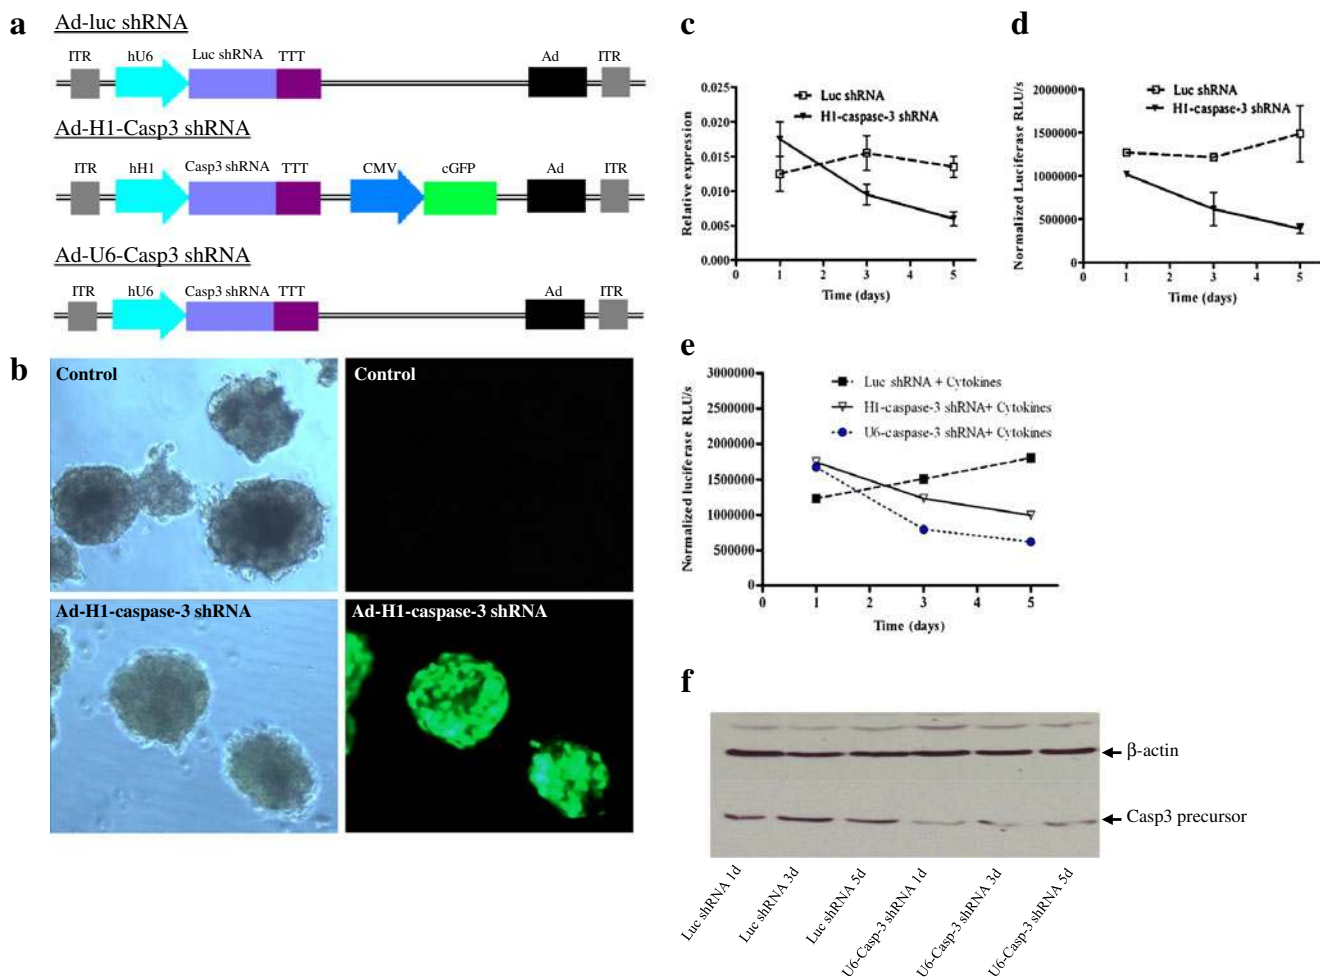 a
Ad-luc shRNA
ITR hU6 Luc shRNA TTT Ad ITR
Ad-H1-Casp3 shRNA
ITR hH1 Casp3 shRNA TTT CMV cGFP Ad ITR
Ad-U6-Casp3 shRNA
ITR hU6 Casp3 shRNA TTT Ad ITR
b
Control
Control
Ad-H1-caspase-3 shRNA
Ad-H1-caspase-3 shRNA
c
Luc shRNA
H1-caspase-3 shRNA
Relative expression
0.025
0.020
0.015
0.010
0.005
0.000
0 1 2 3 4 5
Time (days)
d
Luc shRNA
H1-caspase-3 shRNA
Normalized Luciferase RLU/s
2000000
1500000
1000000
500000
0
0 1 2 3 4 5
Time (days)
e
Luc shRNA + Cytokines
H1-caspase-3 shRNA+ Cytokines
U6-caspase-3 shRNA+ Cytokines
Normalized luciferase RLU/s
3000000
2500000
2000000
1500000
1000000
500000
0
0 1 2 3 4 5
Time (days)
f
β-actin
Casp3 precursor
Luc shRNA 1d
Luc shRNA 3d
Luc shRNA 5d
U6-Casp-3 shRNA 1d
U6-Casp-3 shRNA 3d
U6-Casp-3 shRNA 5d